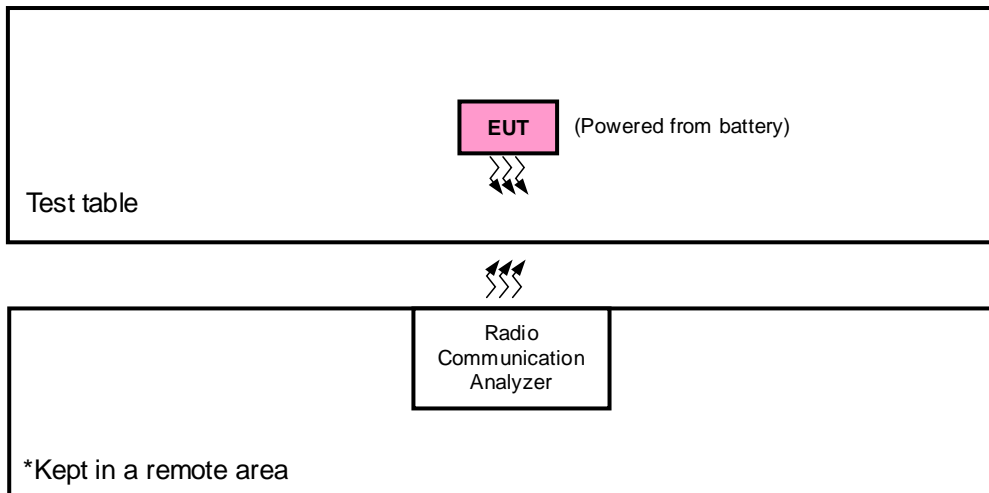 EUT
(Powered from battery)
Test table
Radio
Communication
Analyzer
*Kept in a remote area